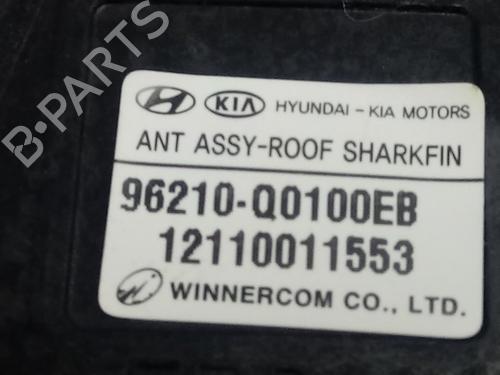 B-PARTS
KIA HYUNDAI - KIA MOTORS
ANT ASSY-ROOF SHARKFIN
96210-Q0100EB
12110011553
WINNERCOM CO., LTD.